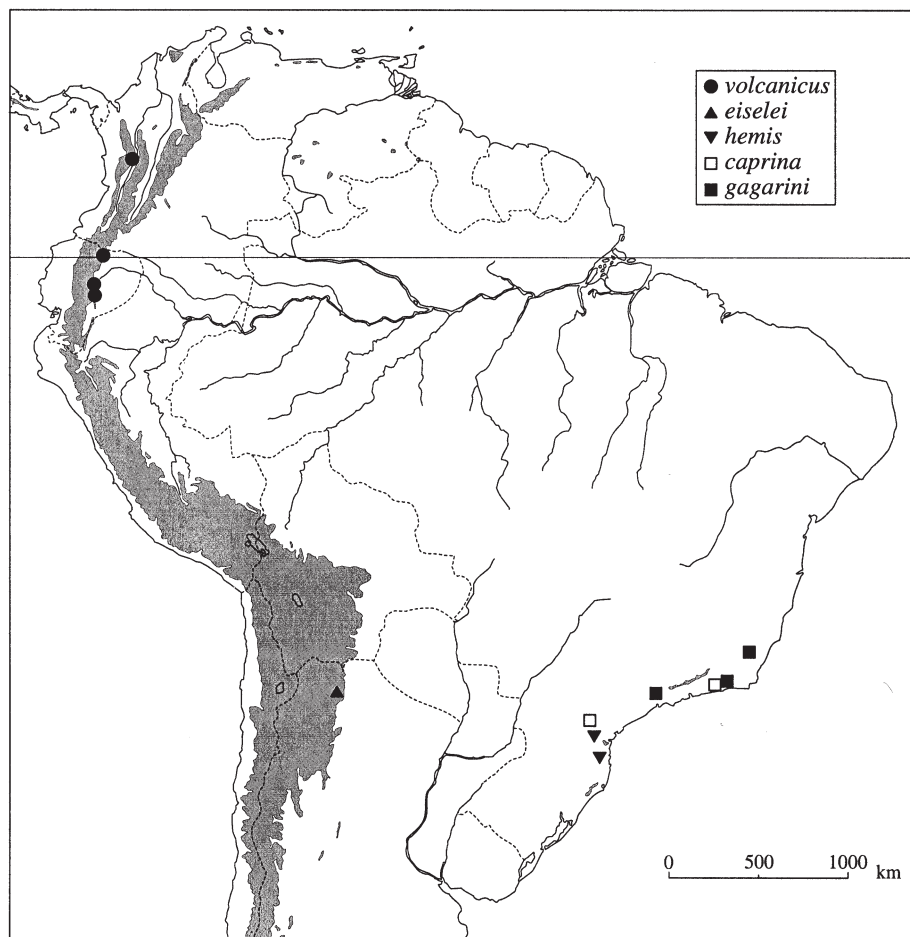 volcanicus
eiselei
hemis
caprina
gagarini
0 500 1000 km